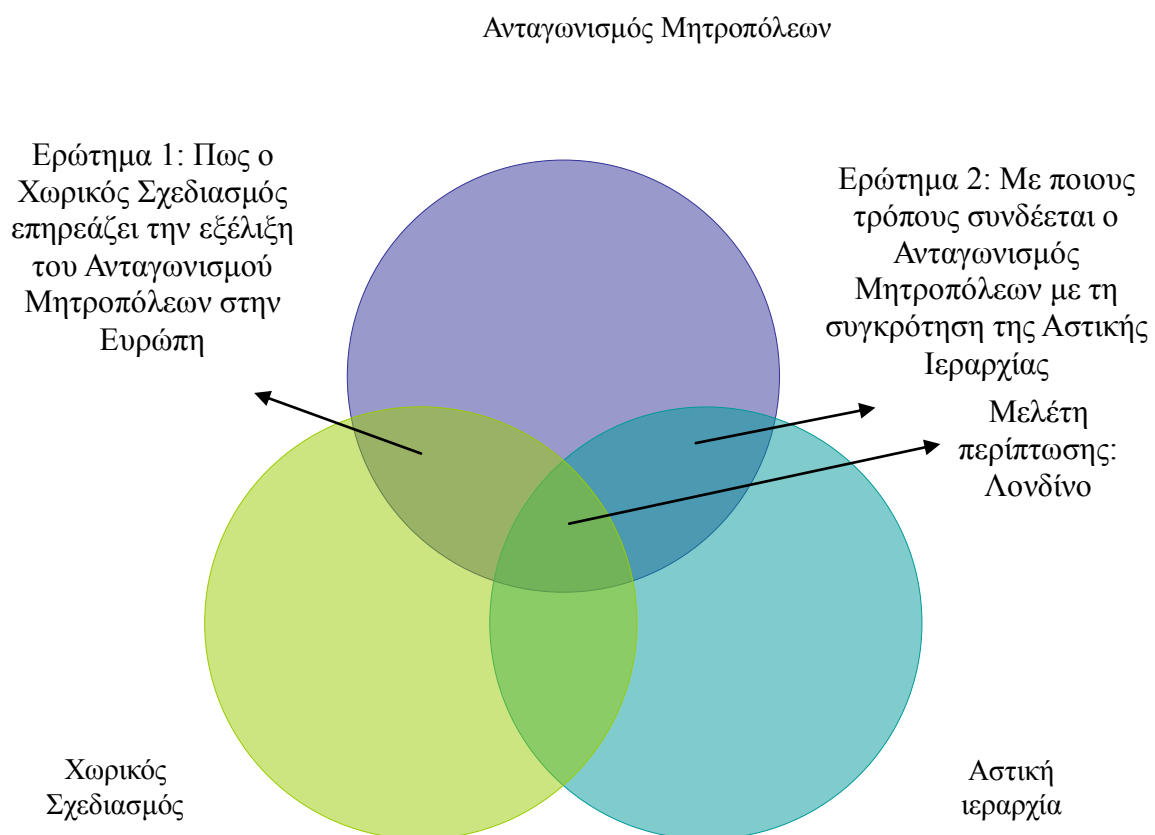 Ανταγωνισμός Μητροπόλεων
Ερώτημα 1: Πως ο
Χωρικός Σχεδιασμός
επηρεάζει την εξέλιξη
του Ανταγωνισμού
Μητροπόλεων στην
Ευρώπη
Ερώτημα 2: Με ποιους
τρόπους συνδέεται ο
Ανταγωνισμός
Μητροπόλεων με τη
συγκρότηση της Αστικής
Ιεραρχίας
Μελέτη
περίπτωσης:
Λονδίνο
Χωρικός
Σχεδιασμός
Αστική
ιεραρχία